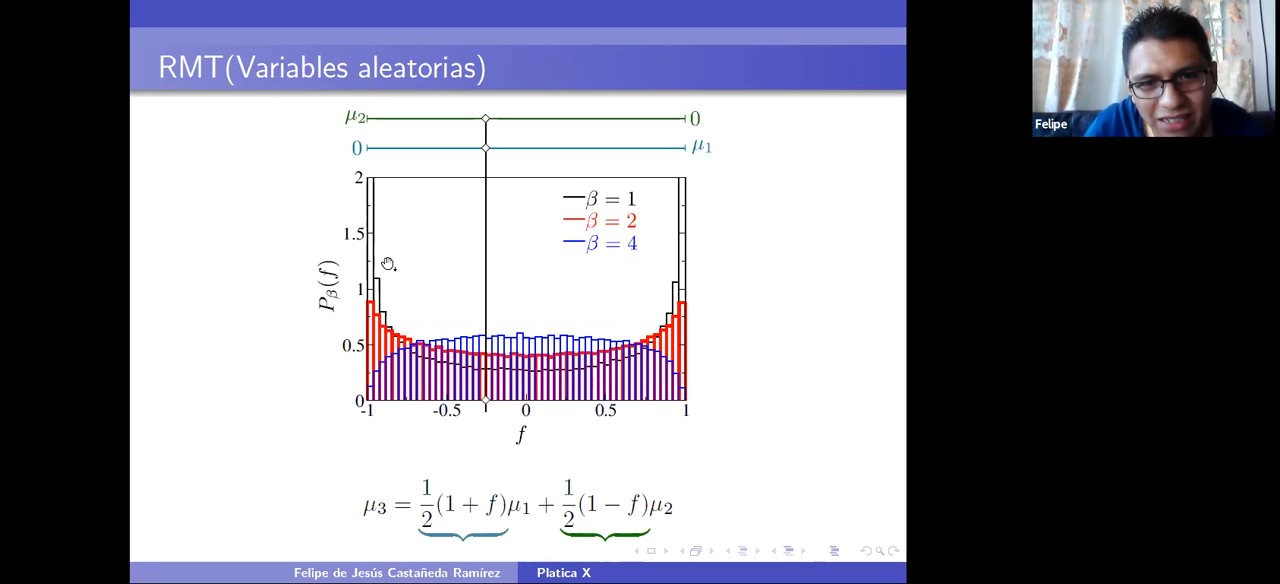 RMT(Variables aleatorias)
Felipe
μ₂ 0
0 μ₁
2
β = 1
β = 2
1.5
β = 4
P_β(f)
1
0.5
0
-1 -0.5 0 0.5 1
f
μ₃ = 1/2(1 + f)μ₁ + 1/2(1 − f)μ₂
Felipe de Jesús Castañeda Ramírez Platica X